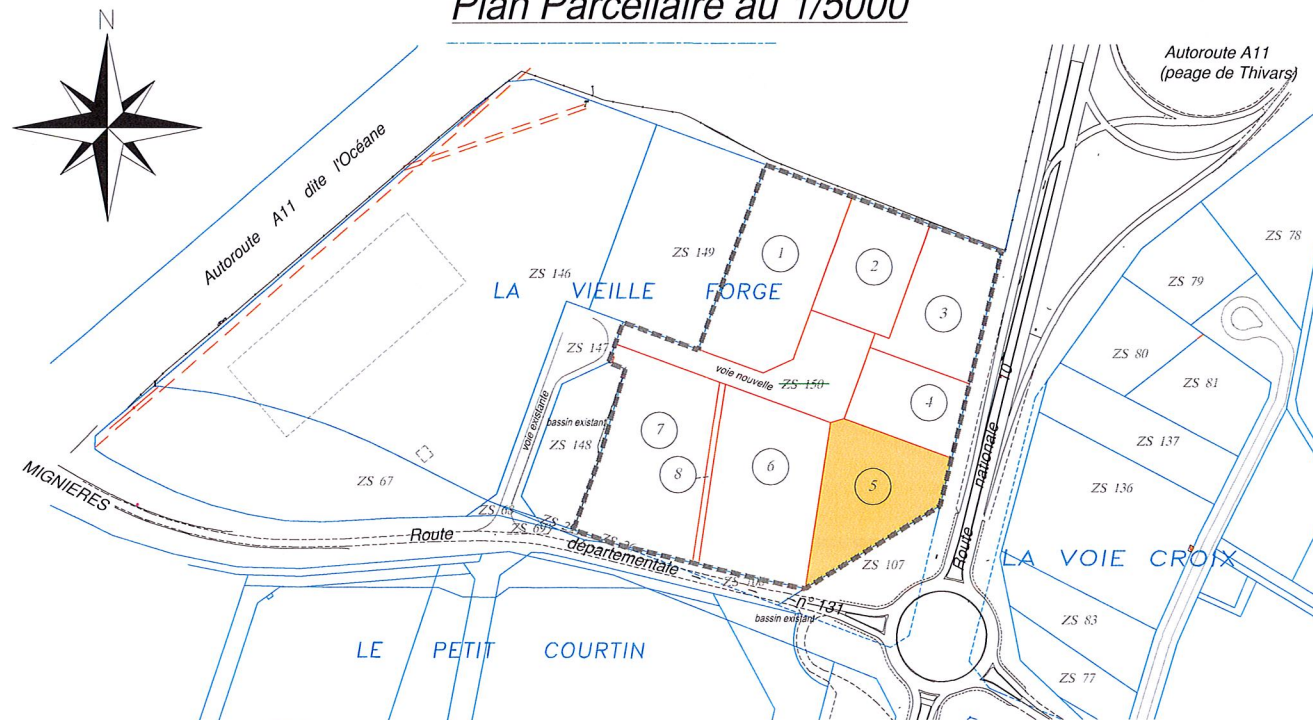 Plan Parcellaire au 1/5000
N
Autoroute A11
(peage de Thivars)
Autoroute A11 dite l'Océane
ZS 78
ZS 149
1
2
ZS 146
ZS 79
LA VIEILLE FORGE
3
ZS 147
ZS 80
voie nouvelle
ZS 150
10
ZS 81
4
voie existante
bassin existant
7
ZS 148
ZS 137
6
8
5
nationale
ZS 67
ZS 136
MIGNIERES
ZS 69
Route
départementale
ZS 107
Route
LA VOIE CROIX
n° 131
bassin existant
ZS 83
LE PETIT COURTIN
ZS 77